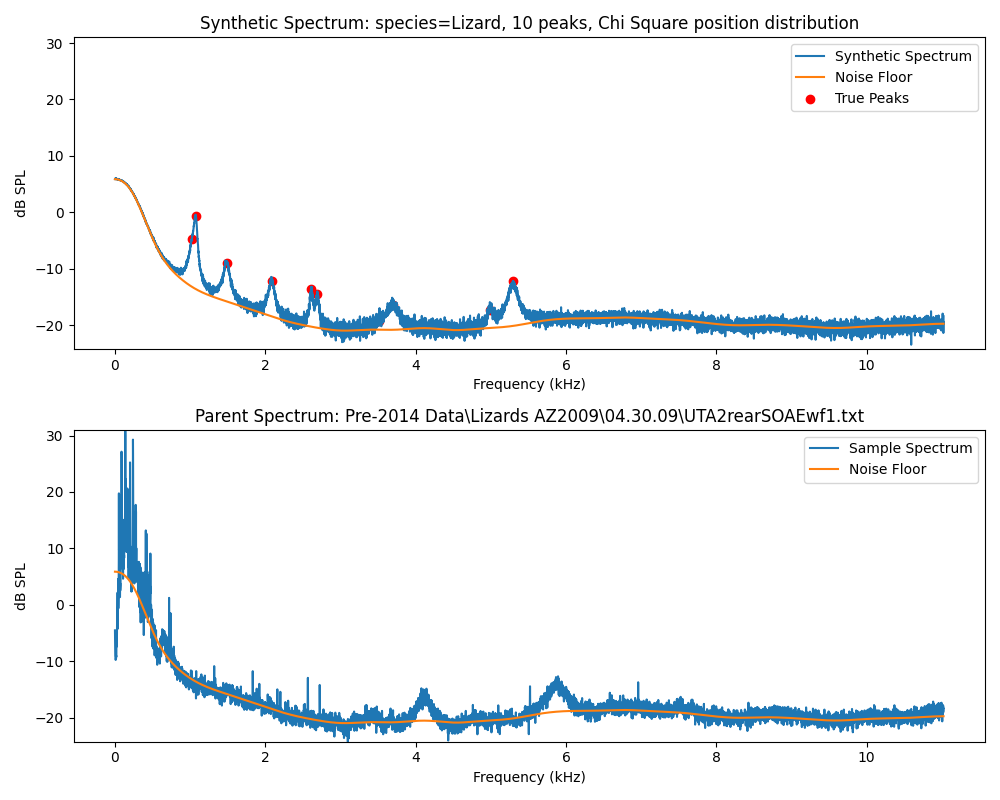 Synthetic Spectrum: species=Lizard, 10 peaks, Chi Square position distribution
30
20
10
0
−10
−20
dB SPL
Synthetic Spectrum
Noise Floor
True Peaks
0 2 4 6 8 10
Frequency (kHz)
Parent Spectrum: Pre-2014 Data\Lizards AZ2009\04.30.09\UTA2rearSOAEwf1.txt
30
20
10
0
−10
−20
dB SPL
Sample Spectrum
Noise Floor
0 2 4 6 8 10
Frequency (kHz)